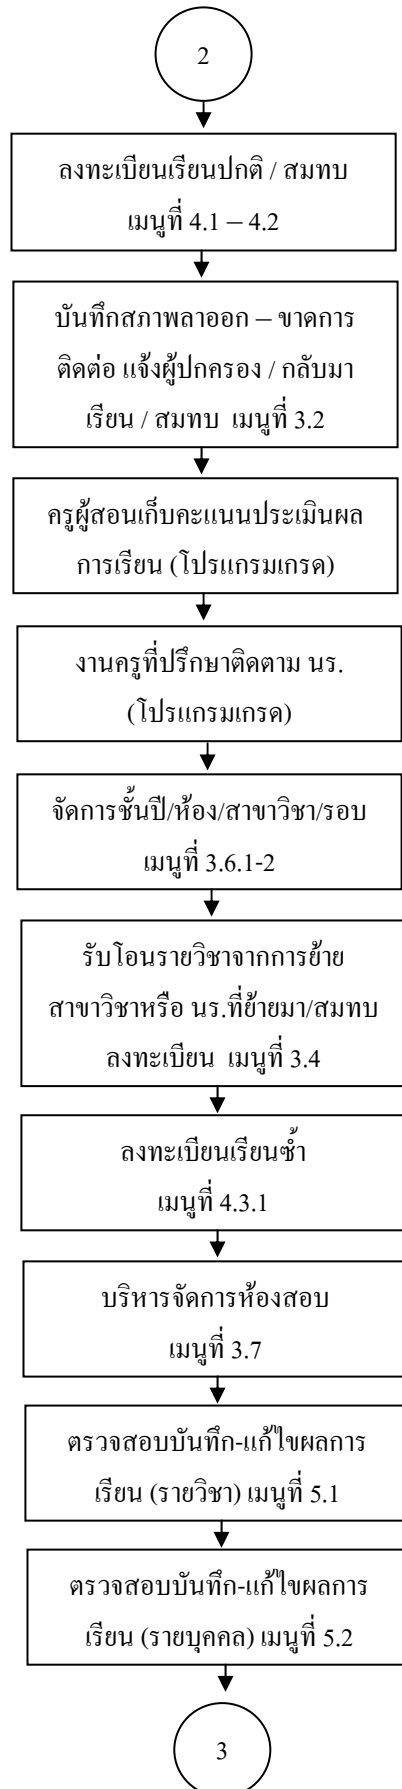 2
ลงทะเบียนเรียนปกติ / สมทบ
เมนูที่ 4.1 – 4.2
บันทึกสภาพลาออก – ขาดการ
ติดต่อ แจ้งผู้ปกครอง / กลับมา
เรียน / สมทบ เมนูที่ 3.2
ครูผู้สอนเก็บคะแนนประเมินผล
การเรียน (โปรแกรมเกรด)
งานครูที่ปรึกษาติดตาม นร.
(โปรแกรมเกรด)
จัดการชั้นปี/ห้อง/สาขาวิชา/รอบ
เมนูที่ 3.6.1-2
รับโอนรายวิชาจากการย้าย
สาขาวิชาหรือ นร.ที่ย้ายมา/สมทบ
ลงทะเบียน เมนูที่ 3.4
ลงทะเบียนเรียนซ้ำ
เมนูที่ 4.3.1
บริหารจัดการห้องสอบ
เมนูที่ 3.7
ตรวจสอบบันทึก-แก้ไขผลการ
เรียน (รายวิชา) เมนูที่ 5.1
ตรวจสอบบันทึก-แก้ไขผลการ
เรียน (รายบุคคล) เมนูที่ 5.2
3